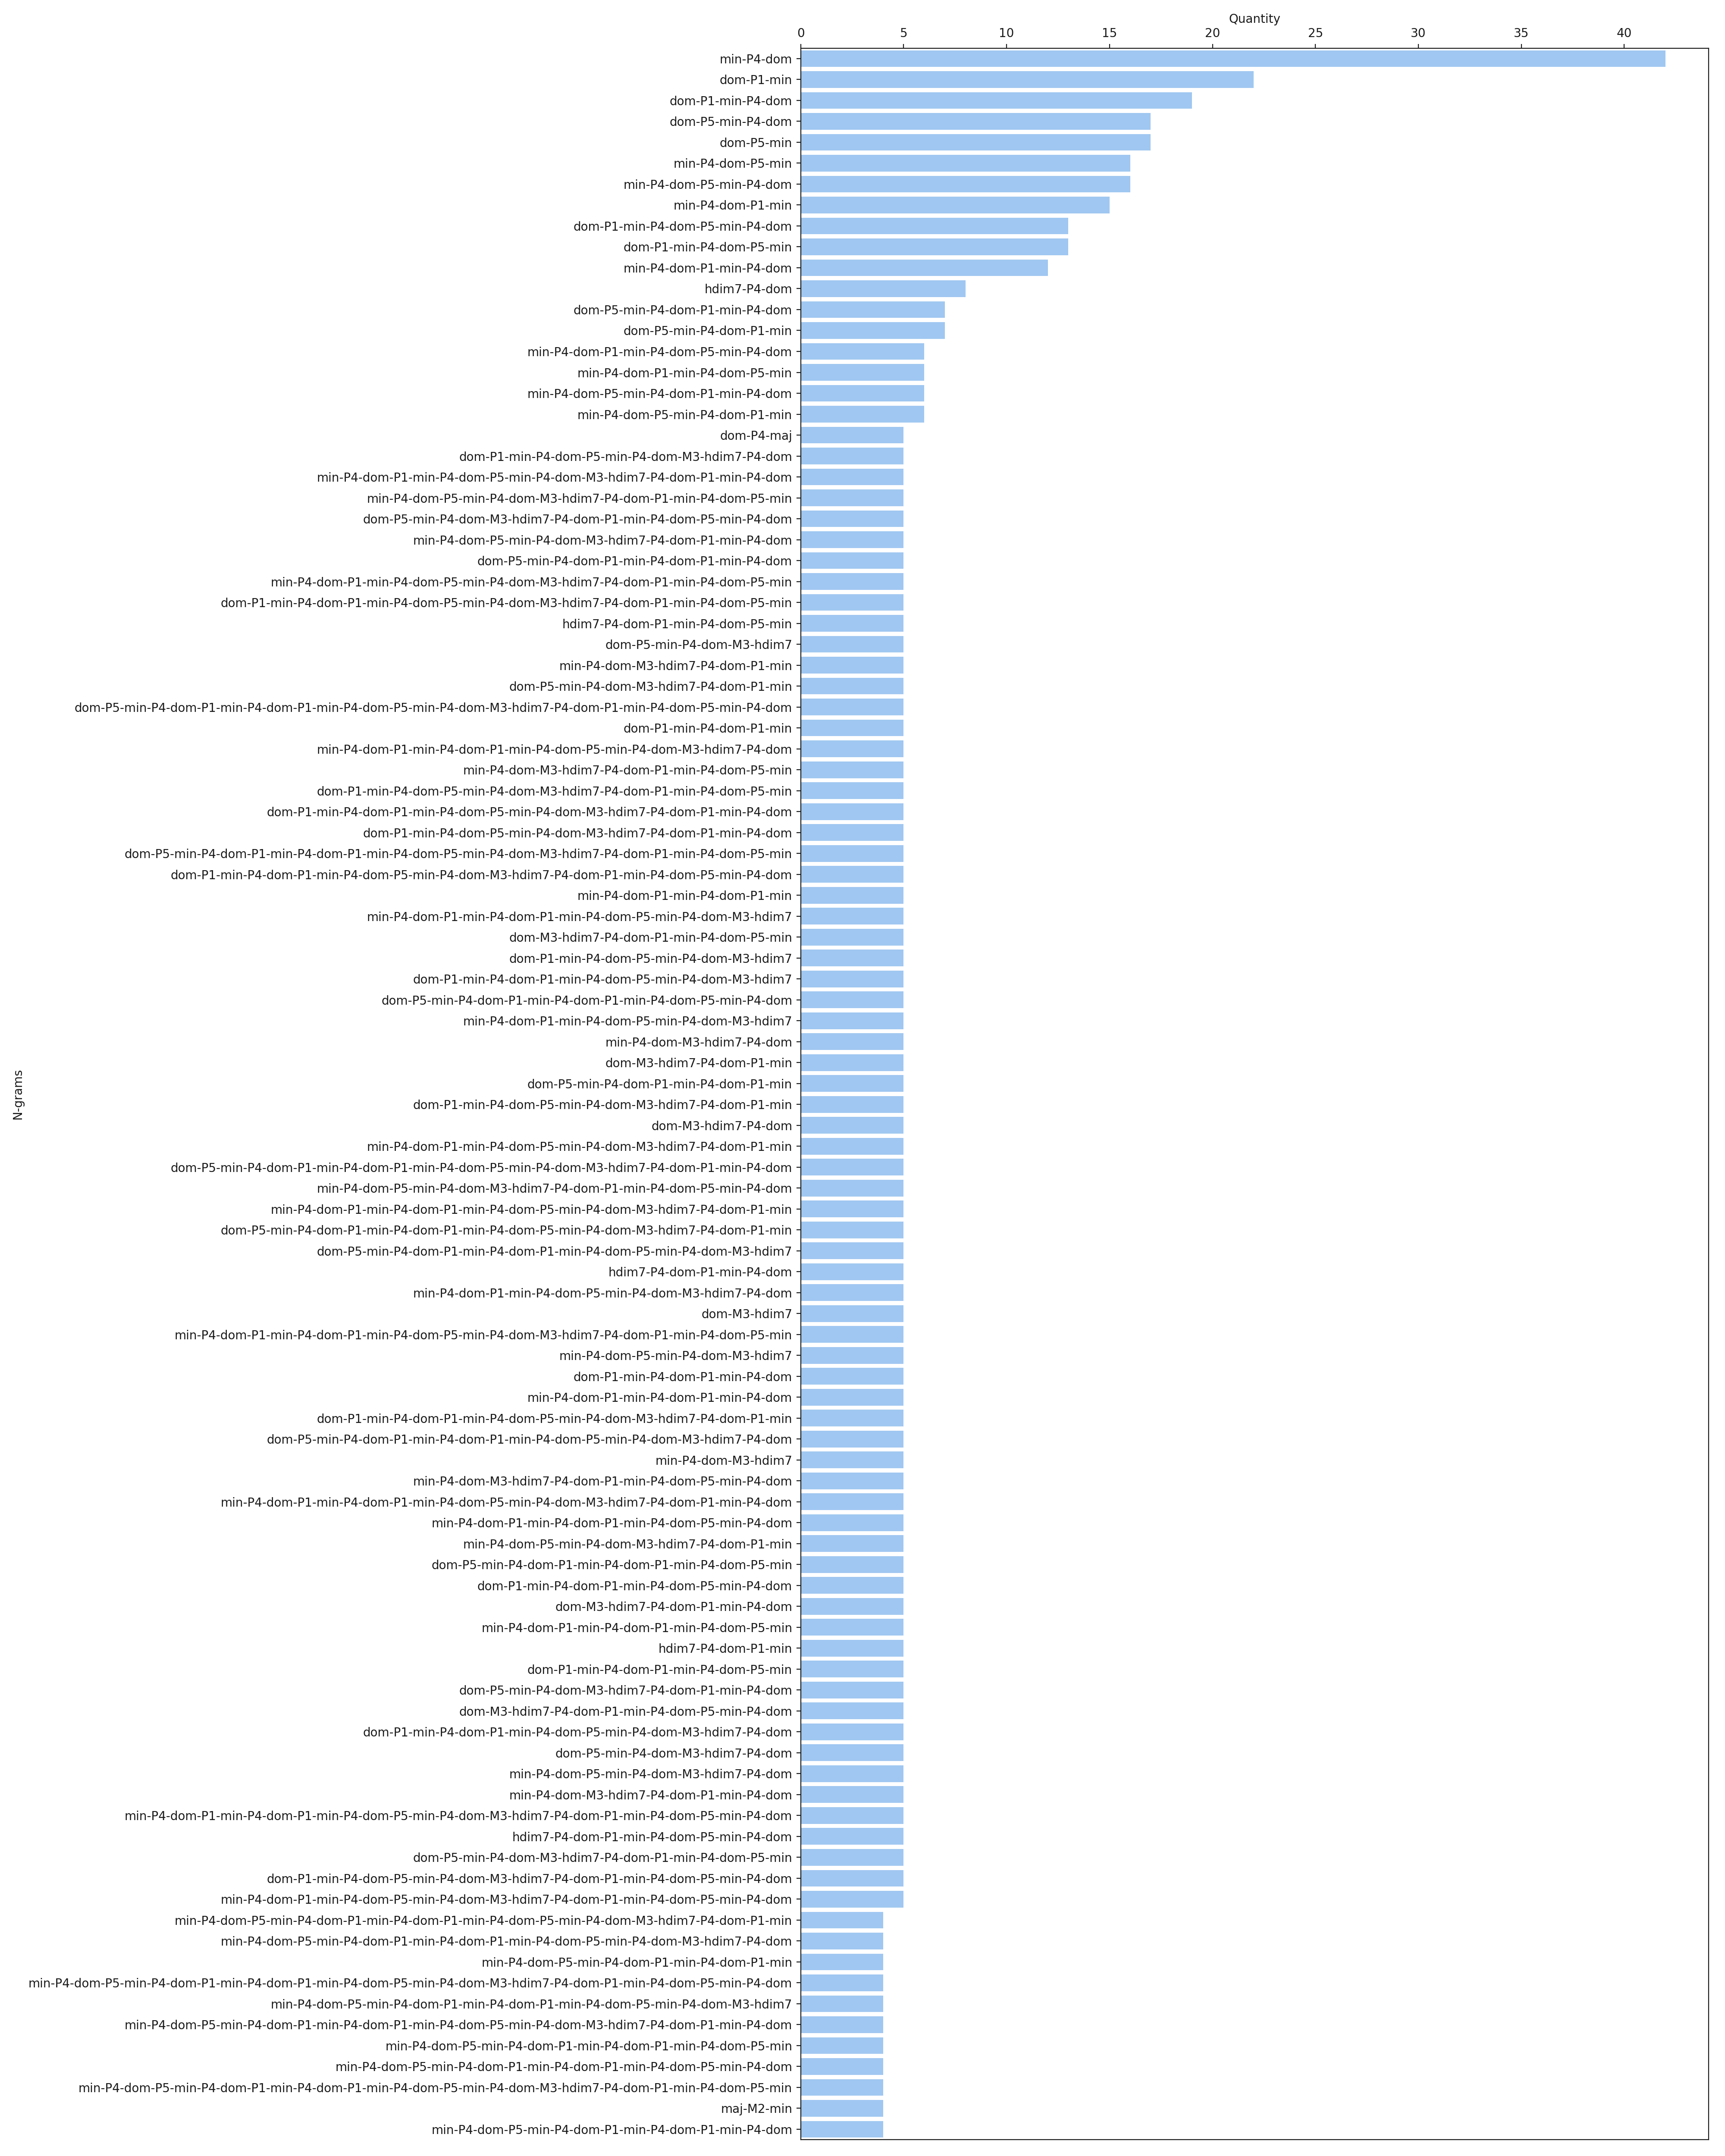 Quantity
0 5 10 15 20 25 30 35 40
min-P4-dom
dom-P1-min
dom-P1-min-P4-dom
dom-P5-min-P4-dom
dom-P5-min
min-P4-dom-P5-min
min-P4-dom-P5-min-P4-dom
min-P4-dom-P1-min
dom-P1-min-P4-dom-P5-min-P4-dom
dom-P1-min-P4-dom-P5-min
min-P4-dom-P1-min-P4-dom
hdim7-P4-dom
dom-P5-min-P4-dom-P1-min-P4-dom
dom-P5-min-P4-dom-P1-min
min-P4-dom-P1-min-P4-dom-P5-min-P4-dom
min-P4-dom-P1-min-P4-dom-P5-min
min-P4-dom-P5-min-P4-dom-P1-min-P4-dom
min-P4-dom-P5-min-P4-dom-P1-min
dom-P4-maj
dom-P1-min-P4-dom-P5-min-P4-dom-M3-hdim7-P4-dom
min-P4-dom-P1-min-P4-dom-P5-min-P4-dom-M3-hdim7-P4-dom-P1-min-P4-dom
min-P4-dom-P5-min-P4-dom-M3-hdim7-P4-dom-P1-min-P4-dom-P5-min
dom-P5-min-P4-dom-M3-hdim7-P4-dom-P1-min-P4-dom-P5-min-P4-dom
min-P4-dom-P5-min-P4-dom-M3-hdim7-P4-dom-P1-min-P4-dom
dom-P5-min-P4-dom-P1-min-P4-dom-P1-min-P4-dom
min-P4-dom-P1-min-P4-dom-P5-min-P4-dom-M3-hdim7-P4-dom-P1-min-P4-dom-P5-min
dom-P1-min-P4-dom-P1-min-P4-dom-P5-min-P4-dom-M3-hdim7-P4-dom-P1-min-P4-dom-P5-min
hdim7-P4-dom-P1-min-P4-dom-P5-min
dom-P5-min-P4-dom-M3-hdim7
min-P4-dom-M3-hdim7-P4-dom-P1-min
dom-P5-min-P4-dom-M3-hdim7-P4-dom-P1-min
dom-P5-min-P4-dom-P1-min-P4-dom-P1-min-P4-dom-P5-min-P4-dom-M3-hdim7-P4-dom-P1-min-P4-dom-P5-min-P4-dom
dom-P1-min-P4-dom-P1-min
min-P4-dom-P1-min-P4-dom-P1-min-P4-dom-P5-min-P4-dom-M3-hdim7-P4-dom
min-P4-dom-M3-hdim7-P4-dom-P1-min-P4-dom-P5-min
dom-P1-min-P4-dom-P5-min-P4-dom-M3-hdim7-P4-dom-P1-min-P4-dom-P5-min
dom-P1-min-P4-dom-P1-min-P4-dom-P5-min-P4-dom-M3-hdim7-P4-dom-P1-min-P4-dom
dom-P1-min-P4-dom-P5-min-P4-dom-M3-hdim7-P4-dom-P1-min-P4-dom
dom-P5-min-P4-dom-P1-min-P4-dom-P1-min-P4-dom-P5-min-P4-dom-M3-hdim7-P4-dom-P1-min-P4-dom-P5-min
dom-P1-min-P4-dom-P1-min-P4-dom-P5-min-P4-dom-M3-hdim7-P4-dom-P1-min-P4-dom-P5-min-P4-dom
min-P4-dom-P1-min-P4-dom-P1-min
min-P4-dom-P1-min-P4-dom-P1-min-P4-dom-P5-min-P4-dom-M3-hdim7
dom-M3-hdim7-P4-dom-P1-min-P4-dom-P5-min
dom-P1-min-P4-dom-P5-min-P4-dom-M3-hdim7
dom-P1-min-P4-dom-P1-min-P4-dom-P5-min-P4-dom-M3-hdim7
dom-P5-min-P4-dom-P1-min-P4-dom-P1-min-P4-dom-P5-min-P4-dom
min-P4-dom-P1-min-P4-dom-P5-min-P4-dom-M3-hdim7
min-P4-dom-M3-hdim7-P4-dom
dom-M3-hdim7-P4-dom-P1-min
dom-P5-min-P4-dom-P1-min-P4-dom-P1-min
dom-P1-min-P4-dom-P5-min-P4-dom-M3-hdim7-P4-dom-P1-min
dom-M3-hdim7-P4-dom
min-P4-dom-P1-min-P4-dom-P5-min-P4-dom-M3-hdim7-P4-dom-P1-min
dom-P5-min-P4-dom-P1-min-P4-dom-P1-min-P4-dom-P5-min-P4-dom-M3-hdim7-P4-dom-P1-min-P4-dom
min-P4-dom-P5-min-P4-dom-M3-hdim7-P4-dom-P1-min-P4-dom-P5-min-P4-dom
min-P4-dom-P1-min-P4-dom-P1-min-P4-dom-P5-min-P4-dom-M3-hdim7-P4-dom-P1-min
dom-P5-min-P4-dom-P1-min-P4-dom-P1-min-P4-dom-P5-min-P4-dom-M3-hdim7-P4-dom-P1-min
dom-P5-min-P4-dom-P1-min-P4-dom-P1-min-P4-dom-P5-min-P4-dom-M3-hdim7
hdim7-P4-dom-P1-min-P4-dom
min-P4-dom-P1-min-P4-dom-P5-min-P4-dom-M3-hdim7-P4-dom
dom-M3-hdim7
min-P4-dom-P1-min-P4-dom-P1-min-P4-dom-P5-min-P4-dom-M3-hdim7-P4-dom-P1-min-P4-dom-P5-min
min-P4-dom-P5-min-P4-dom-M3-hdim7
dom-P1-min-P4-dom-P1-min-P4-dom
min-P4-dom-P1-min-P4-dom-P1-min-P4-dom
dom-P1-min-P4-dom-P1-min-P4-dom-P5-min-P4-dom-M3-hdim7-P4-dom-P1-min
dom-P5-min-P4-dom-P1-min-P4-dom-P1-min-P4-dom-P5-min-P4-dom-M3-hdim7-P4-dom
min-P4-dom-M3-hdim7
min-P4-dom-M3-hdim7-P4-dom-P1-min-P4-dom-P5-min-P4-dom
min-P4-dom-P1-min-P4-dom-P1-min-P4-dom-P5-min-P4-dom-M3-hdim7-P4-dom-P1-min-P4-dom
min-P4-dom-P1-min-P4-dom-P1-min-P4-dom-P5-min-P4-dom
min-P4-dom-P5-min-P4-dom-M3-hdim7-P4-dom-P1-min
dom-P5-min-P4-dom-P1-min-P4-dom-P1-min-P4-dom-P5-min
dom-P1-min-P4-dom-P1-min-P4-dom-P5-min-P4-dom
dom-M3-hdim7-P4-dom-P1-min-P4-dom
min-P4-dom-P1-min-P4-dom-P1-min-P4-dom-P5-min
hdim7-P4-dom-P1-min
dom-P1-min-P4-dom-P1-min-P4-dom-P5-min
dom-P5-min-P4-dom-M3-hdim7-P4-dom-P1-min-P4-dom
dom-M3-hdim7-P4-dom-P1-min-P4-dom-P5-min-P4-dom
dom-P1-min-P4-dom-P1-min-P4-dom-P5-min-P4-dom-M3-hdim7-P4-dom
dom-P5-min-P4-dom-M3-hdim7-P4-dom
min-P4-dom-P5-min-P4-dom-M3-hdim7-P4-dom
min-P4-dom-M3-hdim7-P4-dom-P1-min-P4-dom
min-P4-dom-P1-min-P4-dom-P1-min-P4-dom-P5-min-P4-dom-M3-hdim7-P4-dom-P1-min-P4-dom-P5-min-P4-dom
hdim7-P4-dom-P1-min-P4-dom-P5-min-P4-dom
dom-P5-min-P4-dom-M3-hdim7-P4-dom-P1-min-P4-dom-P5-min
dom-P1-min-P4-dom-P5-min-P4-dom-M3-hdim7-P4-dom-P1-min-P4-dom-P5-min-P4-dom
min-P4-dom-P1-min-P4-dom-P5-min-P4-dom-M3-hdim7-P4-dom-P1-min-P4-dom-P5-min-P4-dom
min-P4-dom-P5-min-P4-dom-P1-min-P4-dom-P1-min-P4-dom-P5-min-P4-dom-M3-hdim7-P4-dom-P1-min
min-P4-dom-P5-min-P4-dom-P1-min-P4-dom-P1-min-P4-dom-P5-min-P4-dom-M3-hdim7-P4-dom
min-P4-dom-P5-min-P4-dom-P1-min-P4-dom-P1-min
min-P4-dom-P5-min-P4-dom-P1-min-P4-dom-P1-min-P4-dom-P5-min-P4-dom-M3-hdim7-P4-dom-P1-min-P4-dom-P5-min-P4-dom
min-P4-dom-P5-min-P4-dom-P1-min-P4-dom-P1-min-P4-dom-P5-min-P4-dom-M3-hdim7
min-P4-dom-P5-min-P4-dom-P1-min-P4-dom-P1-min-P4-dom-P5-min-P4-dom-M3-hdim7-P4-dom-P1-min-P4-dom
min-P4-dom-P5-min-P4-dom-P1-min-P4-dom-P1-min-P4-dom-P5-min
min-P4-dom-P5-min-P4-dom-P1-min-P4-dom-P1-min-P4-dom-P5-min-P4-dom
min-P4-dom-P5-min-P4-dom-P1-min-P4-dom-P1-min-P4-dom-P5-min-P4-dom-M3-hdim7-P4-dom-P1-min-P4-dom-P5-min
maj-M2-min
min-P4-dom-P5-min-P4-dom-P1-min-P4-dom-P1-min-P4-dom
N-grams